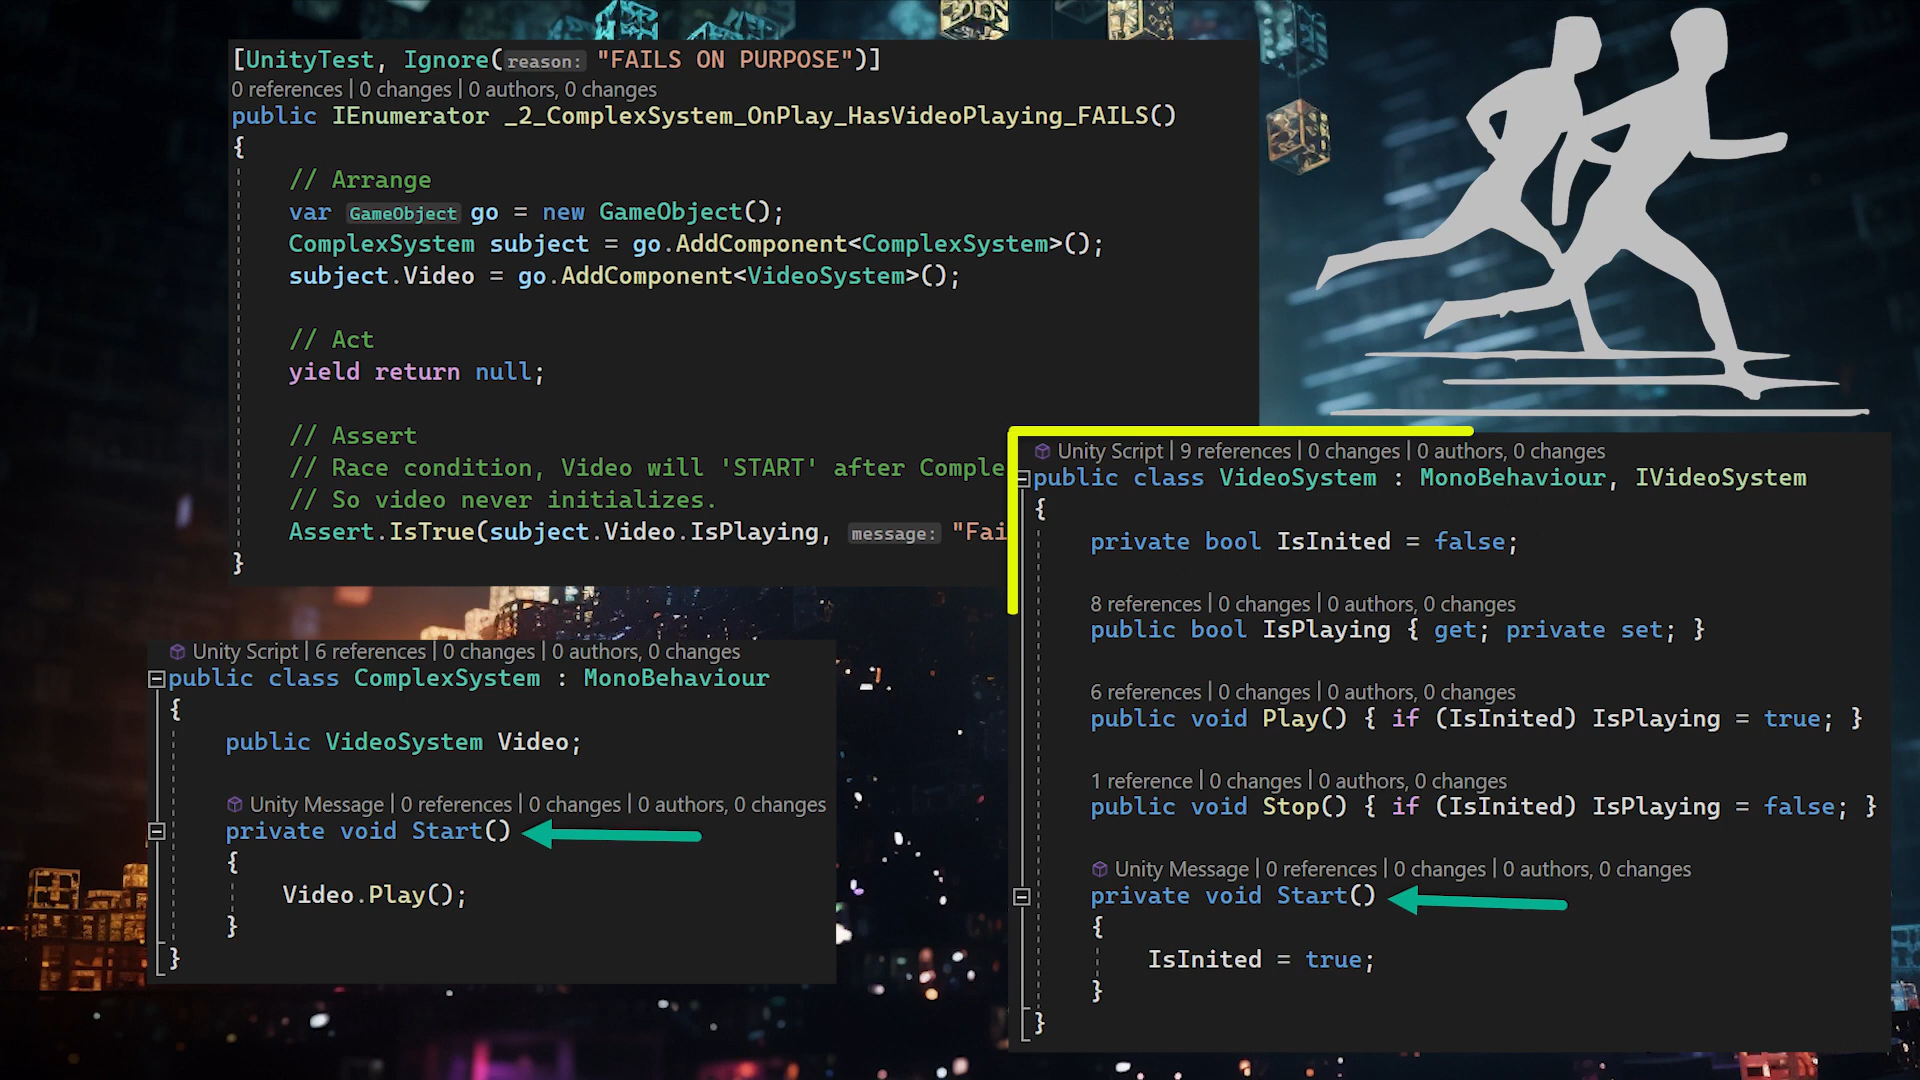 [UnityTest, Ignore(reason: "FAILS ON PURPOSE")]
0 references | 0 changes | 0 authors, 0 changes
public IEnumerator _2_ComplexSystem_OnPlay_HasVideoPlaying_FAILS()
{
// Arrange
var GameObject go = new GameObject();
ComplexSystem subject = go.AddComponent<ComplexSystem>();
subject.Video = go.AddComponent<VideoSystem>();
// Act
yield return null;
// Assert
// Race condition, Video will 'START' after Comple
// So video never initializes.
Assert.IsTrue(subject.Video.IsPlaying, message: "Fai
}
Unity Script | 6 references | 0 changes | 0 authors, 0 changes
public class ComplexSystem : MonoBehaviour
{
public VideoSystem Video;
Unity Message | 0 references | 0 changes | 0 authors, 0 changes
private void Start()
{
Video.Play();
}
}
Unity Script | 9 references | 0 changes | 0 authors, 0 changes
public class VideoSystem : MonoBehaviour, IVideoSystem
{
private bool IsInited = false;
8 references | 0 changes | 0 authors, 0 changes
public bool IsPlaying { get; private set; }
6 references | 0 changes | 0 authors, 0 changes
public void Play() { if (IsInited) IsPlaying = true; }
1 reference | 0 changes | 0 authors, 0 changes
public void Stop() { if (IsInited) IsPlaying = false; }
Unity Message | 0 references | 0 changes | 0 authors, 0 changes
private void Start()
{
IsInited = true;
}
}